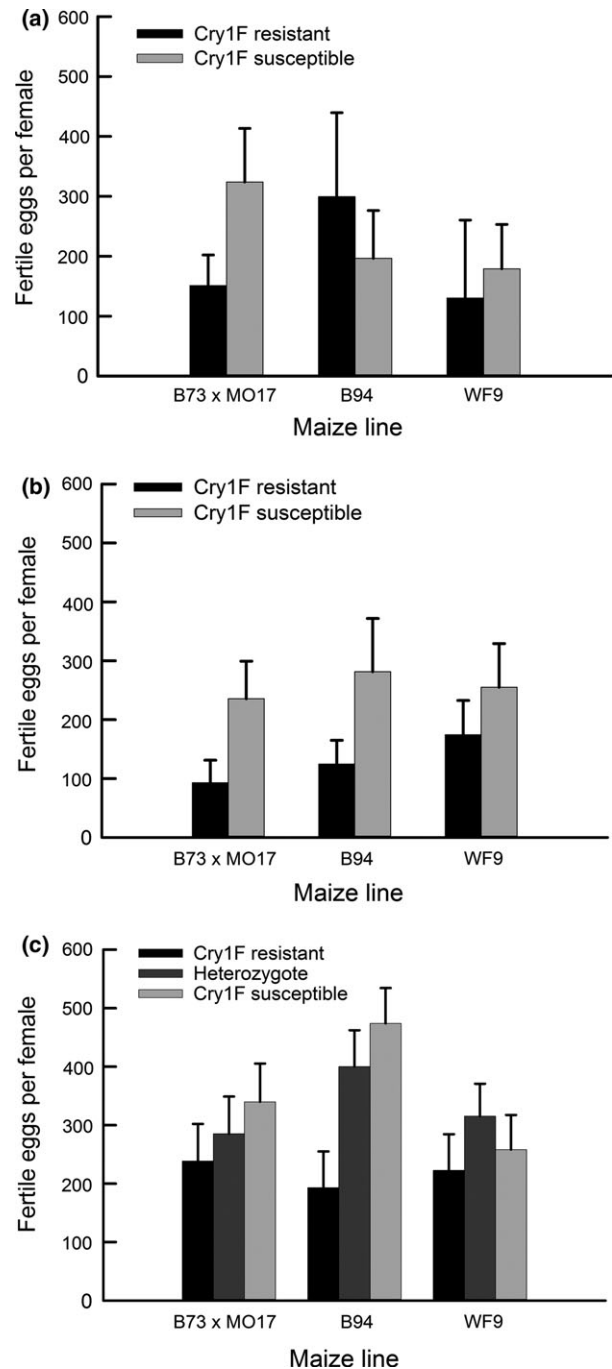 (a)
600
Cry1F resistant
Cry1F susceptible
500
400
300
200
100
0
Fertile eggs per female
B73 x MO17 B94 WF9
Maize line
(b)
600
Cry1F resistant
Cry1F susceptible
500
400
300
200
100
0
Fertile eggs per female
B73 x MO17 B94 WF9
Maize line
(c)
600
Cry1F resistant
Heterozygote
Cry1F susceptible
500
400
300
200
100
0
Fertile eggs per female
B73 x MO17 B94 WF9
Maize line